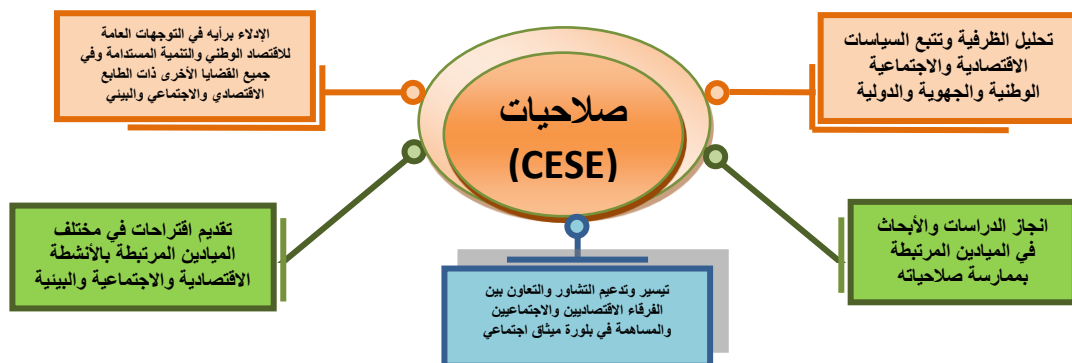 صلاحيات
(CESE)
تحليل الظرفية وتتبع السياسات
الاقتصادية والاجتماعية
الوطنية والجهوية والدولية
الإدلاء برأيه في التوجهات العامة
للاقتصاد الوطني والتنمية المستدامة وفي
جميع القضايا الأخرى ذات الطابع
الاقتصادي والاجتماعي والبيئي
انجاز الدراسات والأبحاث
في الميادين المرتبطة
بممارسة صلاحياته
تقديم اقتراحات في مختلف
الميادين المرتبطة بالأنشطة
الاقتصادية والاجتماعية والبيئية
تيسير وتدعيم التشاور والتعاون بين
الفرقاء الاقتصاديين والاجتماعيين
والمساهمة في بلورة ميثاق اجتماعي